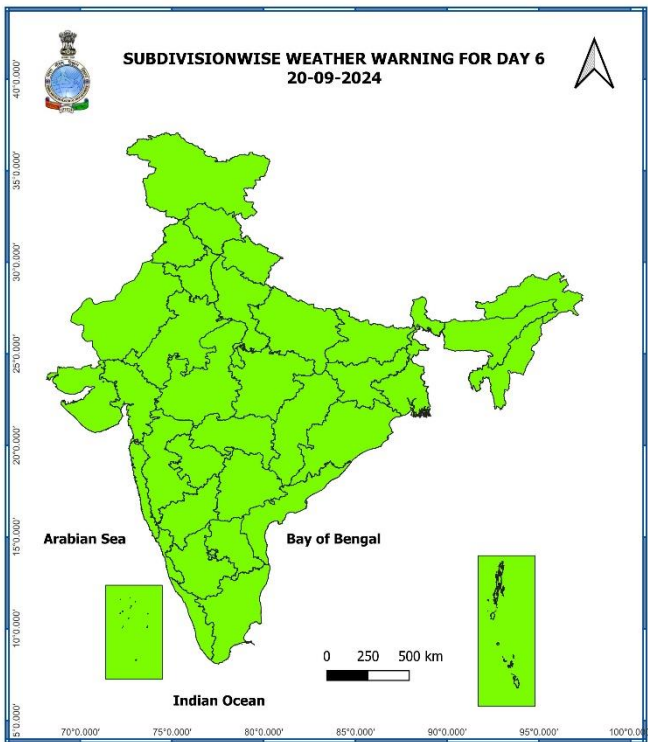 SUBDIVISIONWISE WEATHER WARNING FOR DAY 6
20-09-2024
40°0.000'
35°0.000'
30°0.000'
25°0.000'
20°0.000'
15°0.000'
10°0.000'
5°0.000'
Arabian Sea
Bay of Bengal
0 250 500 km
Indian Ocean
70°0.000' 75°0.000' 80°0.000' 85°0.000' 90°0.000' 95°0.000' 100°0.000'